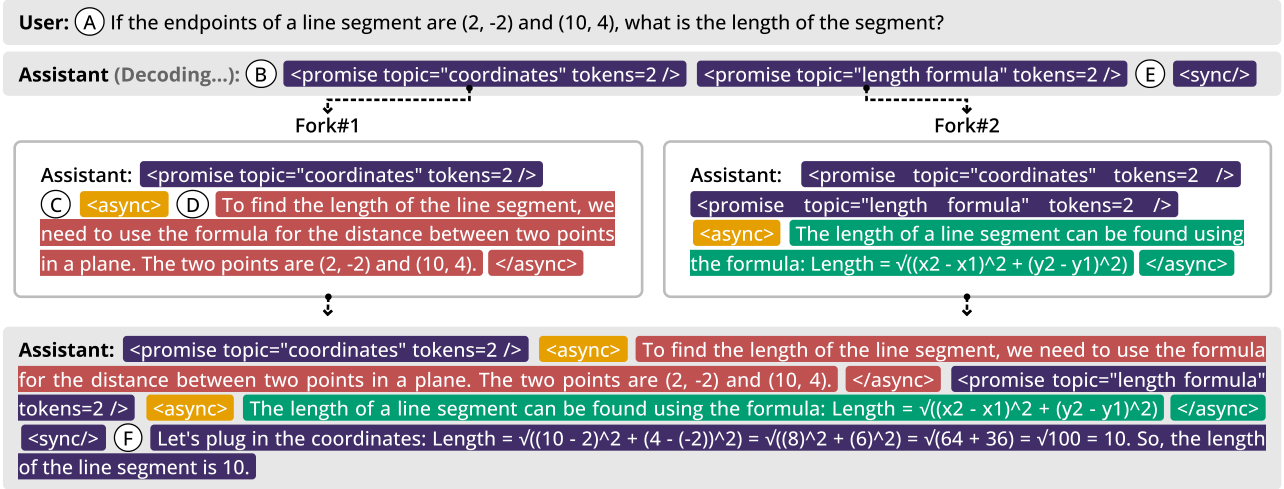 User: A If the endpoints of a line segment are (2, -2) and (10, 4), what is the length of the segment?
Assistant (Decoding...): B <promise topic="coordinates" tokens=2 /> <promise topic="length formula" tokens=2 /> E <sync/>
Fork#1
Assistant: <promise topic="coordinates" tokens=2 />
C <async> D To find the length of the line segment, we
need to use the formula for the distance between two points
in a plane. The two points are (2, -2) and (10, 4). </async>
Fork#2
Assistant: <promise topic="coordinates" tokens=2 />
<promise topic="length formula" tokens=2 />
<async> The length of a line segment can be found using
the formula: Length = √((x2 - x1)^2 + (y2 - y1)^2) </async>
Assistant: <promise topic="coordinates" tokens=2 /> <async> To find the length of the line segment, we need to use the formula
for the distance between two points in a plane. The two points are (2, -2) and (10, 4). </async> <promise topic="length formula"
tokens=2 /> <async> The length of a line segment can be found using the formula: Length = √((x2 - x1)^2 + (y2 - y1)^2) </async>
<sync/> F Let's plug in the coordinates: Length = √((10 - 2)^2 + (4 - (-2))^2) = √((8)^2 + (6)^2) = √(64 + 36) = √100 = 10. So, the length
of the line segment is 10.